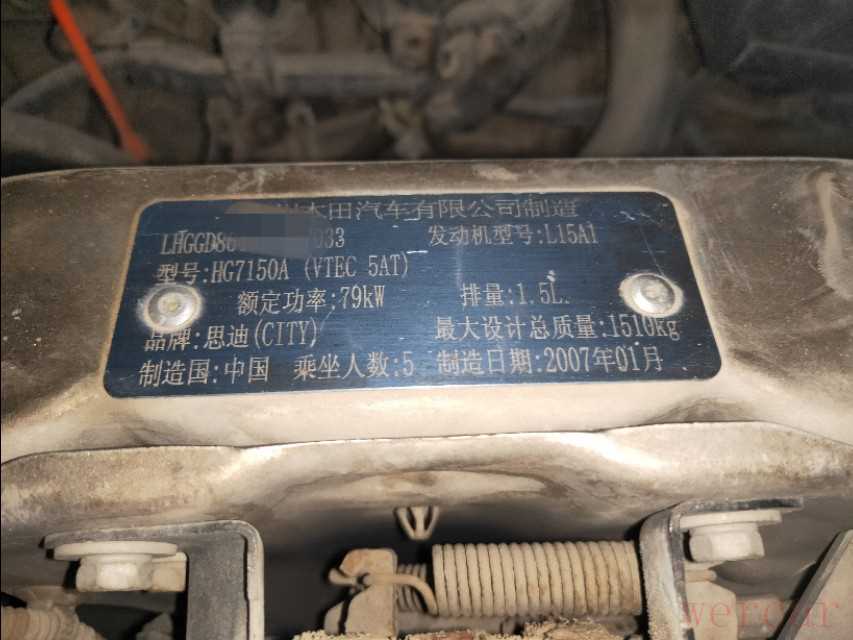 本田汽车有限公司制造
LHGGD86 033 发动机型号:L15A1
型号:HG7150A (VTEC 5AT)
额定功率:79kW 排量:1.5L.
品牌:思迪(CITY) 最大设计总质量:1510kg
制造国:中国 乘坐人数:5 制造日期:2007年01月
wercar